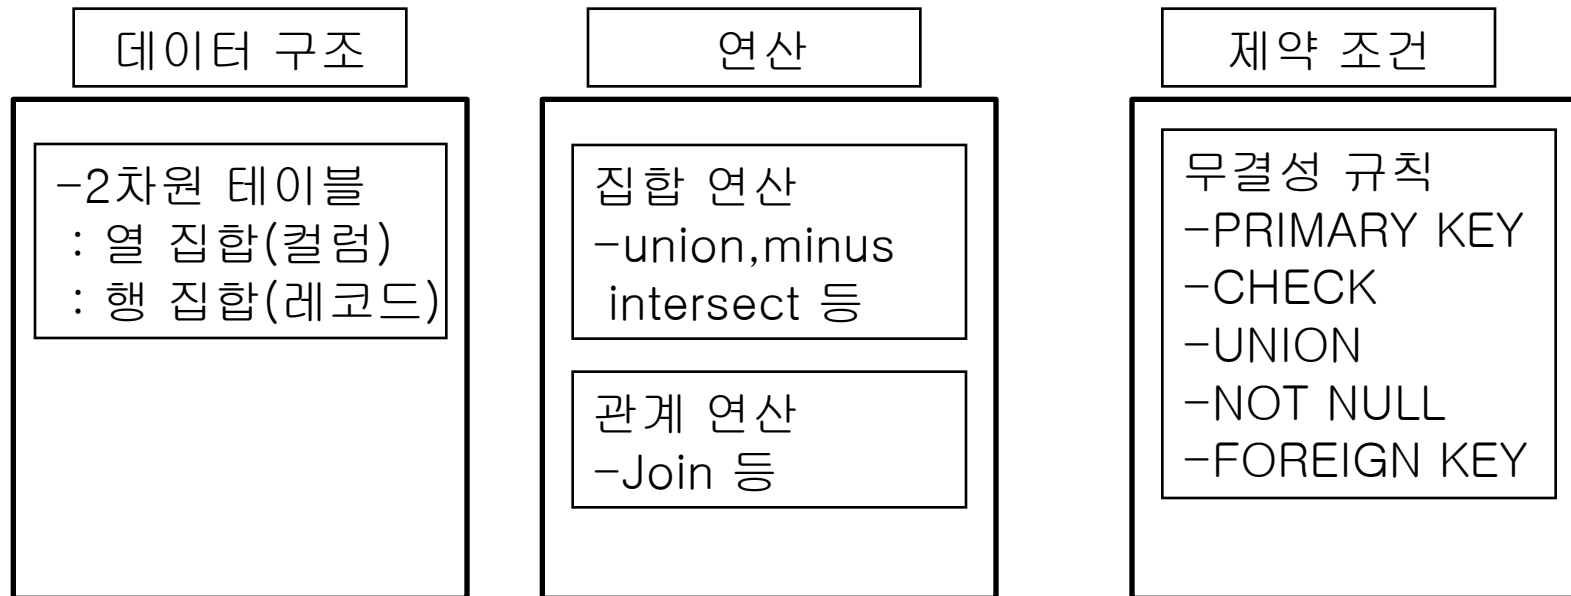 데이터 구조
-2차원 테이블
: 열 집합(컬럼)
: 행 집합(레코드)
연산
집합 연산
-union,minus
intersect 등
관계 연산
-Join 등
제약 조건
무결성 규칙
-PRIMARY KEY
-CHECK
-UNION
-NOT NULL
-FOREIGN KEY